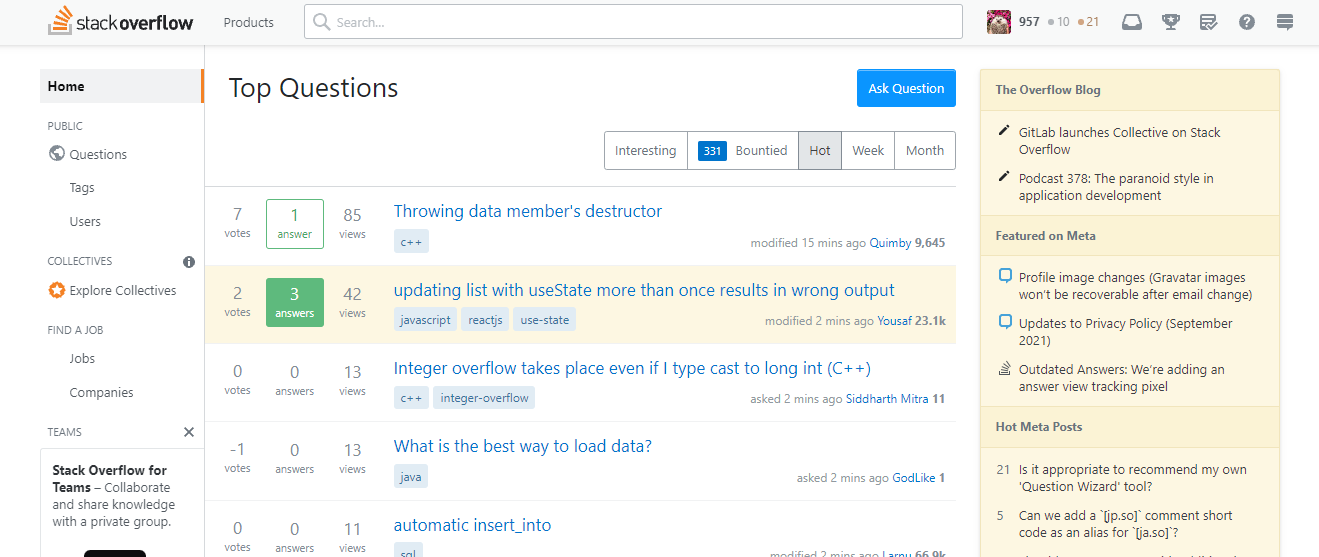 stack overflow
Products
Search...
957 10 21
Home
PUBLIC
Questions
Tags
Users
COLLECTIVES
Explore Collectives
FIND A JOB
Jobs
Companies
TEAMS
Stack Overflow for
Teams – Collaborate
and share knowledge
with a private group.
Top Questions
Ask Question
Interesting
331 Bountied
Hot
Week
Month
7 votes
1 answer
85 views
Throwing data member's destructor
c++
modified 15 mins ago Quimby 9,645
2 votes
3 answers
42 views
updating list with useState more than once results in wrong output
javascript reactjs use-state
modified 2 mins ago Yousaf 23.1k
0 votes
0 answers
13 views
Integer overflow takes place even if I type cast to long int (C++)
c++ integer-overflow
asked 2 mins ago Siddharth Mitra 11
-1 votes
0 answers
13 views
What is the best way to load data?
java
asked 2 mins ago GodLike 1
0 votes
0 answers
11 views
automatic insert_into
sql
modified 2 mins ago Larnu 66.9k
The Overflow Blog
GitLab launches Collective on Stack
Overflow
Podcast 378: The paranoid style in
application development
Featured on Meta
Profile image changes (Gravatar images
won't be recoverable after email change)
Updates to Privacy Policy (September
2021)
Outdated Answers: We're adding an
answer view tracking pixel
Hot Meta Posts
21 Is it appropriate to recommend my own
'Question Wizard' tool?
5 Can we add a `[jp.so]` comment short
code as an alias for `[ja.so]`?